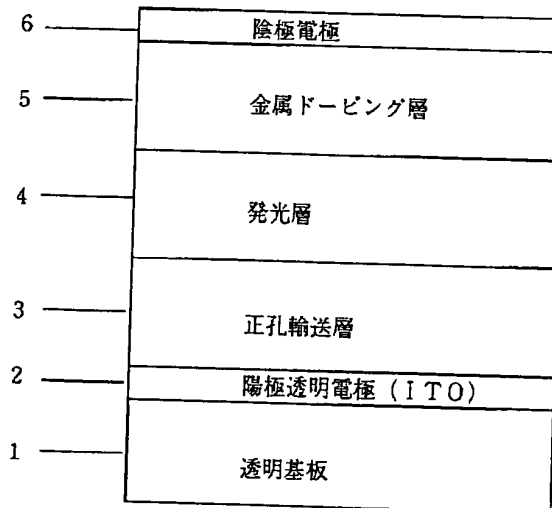 6 陰極電極
5 金属ドーピング層
4 発光層
3 正孔輸送層
2 陽極透明電極 (ITO)
1 透明基板